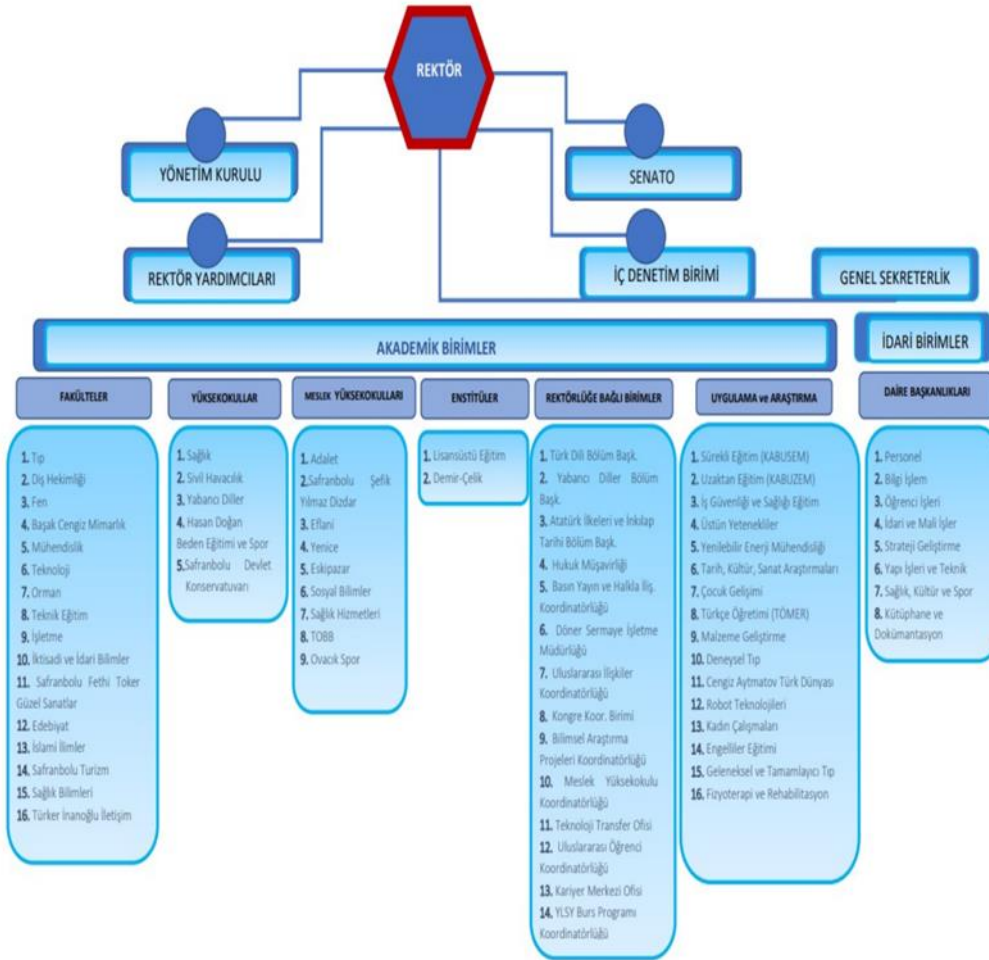 REKTÖR
YÖNETİM KURULU
SENATO
REKTÖR YARDIMCILARI
İÇ DENETİM BİRİMİ
GENEL SEKRETERLİK
AKADEMİK BİRİMLER
İDARİ BİRİMLER
FAKÜLTELER
1. Tıp
2. Diş Hekimliği
3. Fen
4. Başak Cengiz Mimarlık
5. Mühendislik
6. Teknoloji
7. Orman
8. Teknik Eğitim
9. İşletme
10. İktisadi ve İdari Bilimler
11. Safranbolu Fethi Toker
Güzel Sanatlar
12. Edebiyat
13. İslami İlimler
14. Safranbolu Turizm
15. Sağlık Bilimleri
16. Türker İnanoğlu İletişim
YÜKSEKOKULLAR
1. Sağlık
2. Sivil Havacılık
3. Yabancı Diller
4. Hasan Doğan
Beden Eğitimi ve Spor
5.Safranbolu Devlet
Konservatuvarı
MESLEK YÜKSEKOKULLARI
1. Adalet
2.Safranbolu Şefik
Yılmaz Dizdar
3. Eflani
4. Yenice
5. Eskipazar
6. Sosyal Bilimler
7. Sağlık Hizmetleri
8. TOBB
9. Ovacık Spor
ENSTİTÜLER
1. Lisansüstü Eğitim
2. Demir-Çelik
REKTÖRLÜĞE BAĞLI BİRİMLER
1. Türk Dili Bölüm Başk.
2. Yabancı Diller Bölüm
Başk.
3. Atatürk İlkeleri ve İnkılap
Tarihi Bölüm Başk.
4. Hukuk Müşavirliği
5. Basın Yayın ve Halkla İliş.
Koordinatörlüğü
6. Döner Sermaye İşletme
Müdürlüğü
7. Uluslararası İlişkiler
Koordinatörlüğü
8. Kongre Koor. Birimi
9. Bilimsel Araştırma
Projeleri Koordinatörlüğü
10. Meslek Yüksekokulu
Koordinatörlüğü
11. Teknoloji Transfer Ofisi
12. Uluslararası Öğrenci
Koordinatörlüğü
13. Kariyer Merkezi Ofisi
14. YLSY Burs Programı
Koordinatörlüğü
UYGULAMA ve ARAŞTIRMA
1. Sürekli Eğitim (KABUSEM)
2. Uzaktan Eğitim (KABUZEM)
3. İş Güvenliği ve Sağlığı Eğitim
4. Üstün Yetenekliler
5. Yenilebilir Enerji Mühendisliği
6. Tarih, Kültür, Sanat Araştırmaları
7. Çocuk Gelişimi
8. Türkçe Öğretimi (TÖMER)
9. Malzeme Geliştirme
10. Deneysel Tıp
11. Cengiz Aytmatov Türk Dünyası
12. Robot Teknolojileri
13. Kadın Çalışmaları
14. Engelliler Eğitimi
15. Geleneksel ve Tamamlayıcı Tıp
16. Fizyoterapi ve Rehabilitasyon
DAİRE BAŞKANLIKLARI
1. Personel
2. Bilgi İşlem
3. Öğrenci İşleri
4. İdari ve Mali İşler
5. Strateji Geliştirme
6. Yapı İşleri ve Teknik
7. Sağlık, Kültür ve Spor
8. Kütüphane ve
Dokümantasyon